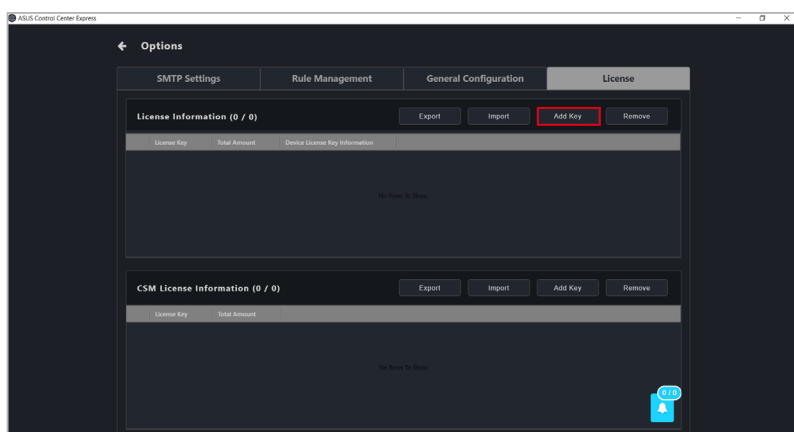 ASUS Control Center Express
Options
SMTP Settings Rule Management General Configuration License
License Information (0 / 0) Export Import Add Key Remove
License Key Total Amount Device License Key Information
No Rows To Show
CSM License Information (0 / 0) Export Import Add Key Remove
License Key Total Amount
No Rows To Show
0 / 0